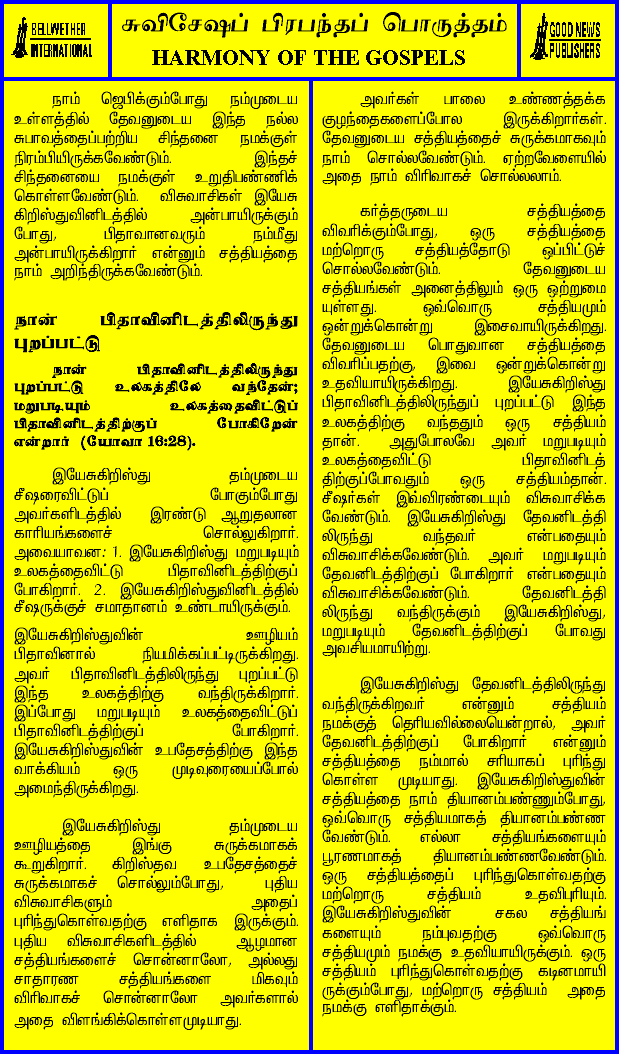 BELLWETHER
INTERNATIONAL
சுவிசேஷப் பிரபந்தப் பொருத்தம்
HARMONY OF THE GOSPELS
GOOD NEWS
PUBLISHERS
நாம் ஜெபிக்கும்போது நம்முடைய
உள்ளத்தில் தேவனுடைய இந்த நல்ல
சுபாவத்தைப்பற்றிய சிந்தனை நமக்குள்
நிரம்பியிருக்கவேண்டும். இந்தச்
சிந்தனையை நமக்குள் உறுதிபண்ணிக்
கொள்ளவேண்டும். விசுவாசிகள் இயேசு
கிறிஸ்துவினிடத்தில் அன்பாயிருக்கும்
போது, பிதாவானவரும் நம்மீது
அன்பாயிருக்கிறார் என்னும் சத்தியத்தை
நாம் அறிந்திருக்கவேண்டும்.
நான் பிதாவினிடத்திலிருந்து
புறப்பட்டு
நான் பிதாவினிடத்திலிருந்து
புறப்பட்டு உலகத்திலே வந்தேன்;
மறுபடியும் உலகத்தைவிட்டுப்
பிதாவினிடத்திற்குப் போகிறேன்
என்றார் (யோவா 16:28).
இயேசுகிறிஸ்து தம்முடைய
சீஷரைவிட்டுப் போகும்போது
அவர்களிடத்தில் இரண்டு ஆறுதலான
காரியங்களைச் சொல்லுகிறார்.
அவையாவன: 1. இயேசுகிறிஸ்து மறுபடியும்
உலகத்தைவிட்டு பிதாவினிடத்திற்குப்
போகிறார். 2. இயேசுகிறிஸ்துவினிடத்தில்
சீஷருக்குச் சமாதானம் உண்டாயிருக்கும்.
இயேசுகிறிஸ்துவின் ஊழியம்
பிதாவினால் நியமிக்கப்பட்டிருக்கிறது.
அவர் பிதாவினிடத்திலிருந்து புறப்பட்டு
இந்த உலகத்திற்கு வந்திருக்கிறார்.
இப்போது மறுபடியும் உலகத்தைவிட்டுப்
பிதாவினிடத்திற்குப் போகிறார்.
இயேசுகிறிஸ்துவின் உபதேசத்திற்கு இந்த
வாக்கியம் ஒரு முடிவுரையைப்போல்
அமைந்திருக்கிறது.
இயேசுகிறிஸ்து தம்முடைய
ஊழியத்தை இங்கு சுருக்கமாகக்
கூறுகிறார். கிறிஸ்தவ உபதேசத்தைச்
சுருக்கமாகச் சொல்லும்போது, புதிய
விசுவாசிகளும் அதைப்
புரிந்துகொள்வதற்கு எளிதாக இருக்கும்.
புதிய விசுவாசிகளிடத்தில் ஆழமான
சத்தியங்களைச் சொன்னாலோ, அல்லது
சாதாரண சத்தியங்களை மிகவும்
விரிவாகச் சொன்னாலோ அவர்களால்
அதை விளங்கிக்கொள்ளமுடியாது.
அவர்கள் பாலை உண்ணத்தக்க
குழந்தைகளைப்போல இருக்கிறார்கள்.
தேவனுடைய சத்தியத்தைச் சுருக்கமாகவும்
நாம் சொல்லவேண்டும். ஏற்றவேளையில்
அதை நாம் விரிவாகச் சொல்லலாம்.
கர்த்தருடைய சத்தியத்தை
விவரிக்கும்போது, ஒரு சத்தியத்தை
மற்றொரு சத்தியத்தோடு ஒப்பிட்டுச்
சொல்லவேண்டும். தேவனுடைய
சத்தியங்கள் அனைத்திலும் ஒரு ஒற்றுமை
யுள்ளது. ஒவ்வொரு சத்தியமும்
ஒன்றுக்கொன்று இசைவாயிருக்கிறது.
தேவனுடைய பொதுவான சத்தியத்தை
விவரிப்பதற்கு, இவை ஒன்றுக்கொன்று
உதவியாயிருக்கிறது. இயேசுகிறிஸ்து
பிதாவினிடத்திலிருந்துப் புறப்பட்டு இந்த
உலகத்திற்கு வந்ததும் ஒரு சத்தியம்
தான். அதுபோலவே அவர் மறுபடியும்
உலகத்தைவிட்டு பிதாவினிடத்
திற்குப்போவதும் ஒரு சத்தியம்தான்.
சீஷர்கள் இவ்விரண்டையும் விசுவாசிக்க
வேண்டும். இயேசுகிறிஸ்து தேவனிடத்தி
லிருந்து வந்தவர் என்பதையும்
விசுவாசிக்கவேண்டும். அவர் மறுபடியும்
தேவனிடத்திற்குப் போகிறார் என்பதையும்
விசுவாசிக்கவேண்டும். தேவனிடத்தி
லிருந்து வந்திருக்கும் இயேசுகிறிஸ்து,
மறுபடியும் தேவனிடத்திற்குப் போவது
அவசியமாயிற்று.
இயேசுகிறிஸ்து தேவனிடத்திலிருந்து
வந்திருக்கிறவர் என்னும் சத்தியம்
நமக்குத் தெரியவில்லையென்றால், அவர்
தேவனிடத்திற்குப் போகிறார் என்னும்
சத்தியத்தை நம்மால் சரியாகப் புரிந்து
கொள்ள முடியாது. இயேசுகிறிஸ்துவின்
சத்தியத்தை நாம் தியானம்பண்ணும்போது,
ஒவ்வொரு சத்தியமாகத் தியானம்பண்ண
வேண்டும். எல்லா சத்தியங்களையும்
பூரணமாகத் தியானம்பண்ணவேண்டும்.
ஒரு சத்தியத்தைப் புரிந்துகொள்வதற்கு
மற்றொரு சத்தியம் உதவிபுரியும்.
இயேசுகிறிஸ்துவின் சகல சத்தியங்
களையும் நம்புவதற்கு ஒவ்வொரு
சத்தியமும் நமக்கு உதவியாயிருக்கும். ஒரு
சத்தியம் புரிந்துகொள்வதற்கு கடினமாயி
ருக்கும்போது, மற்றொரு சத்தியம் அதை
நமக்கு எளிதாக்கும்.